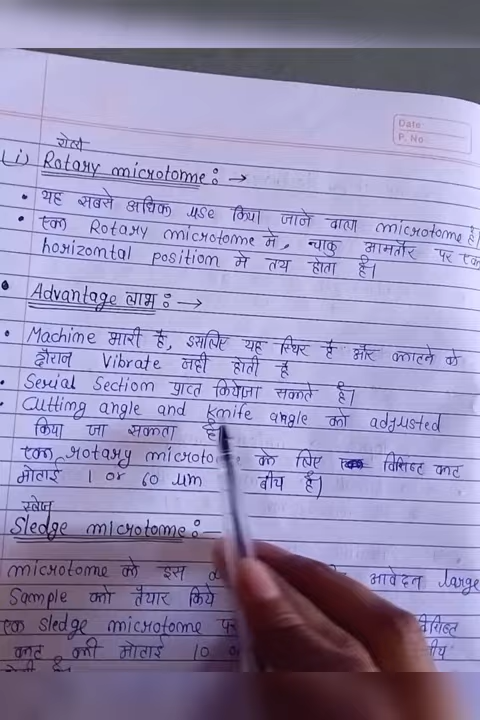 Date
P. No.
रोटरी
(i) Rotary microtome : →
• यह सबसे अधिक use किया जाने वाला microtome है।
• एक Rotary microtome में, चाकु आमतौर पर एक
horizontal position में तय होता है।
• Advantage लाभ : →
• Machine भारी है, इसलिए यह स्थिर है और काटने के
दौरान Vibrate नही होती है
• Serial Section प्राप्त किये जा सकते है।
• Cutting angle and Knife angle को adjusted
किया जा सकता है
एक rotary microto के लिए विशिष्ट कट
मोटाई 1 or 60 µm बीच है।
स्लेज
Sledge microtome : -
microtome को इस आवेदन large
Sample को तैयार किये
एक sledge microtome पर विशिष्ट
कट की मोटाई 10 बीच